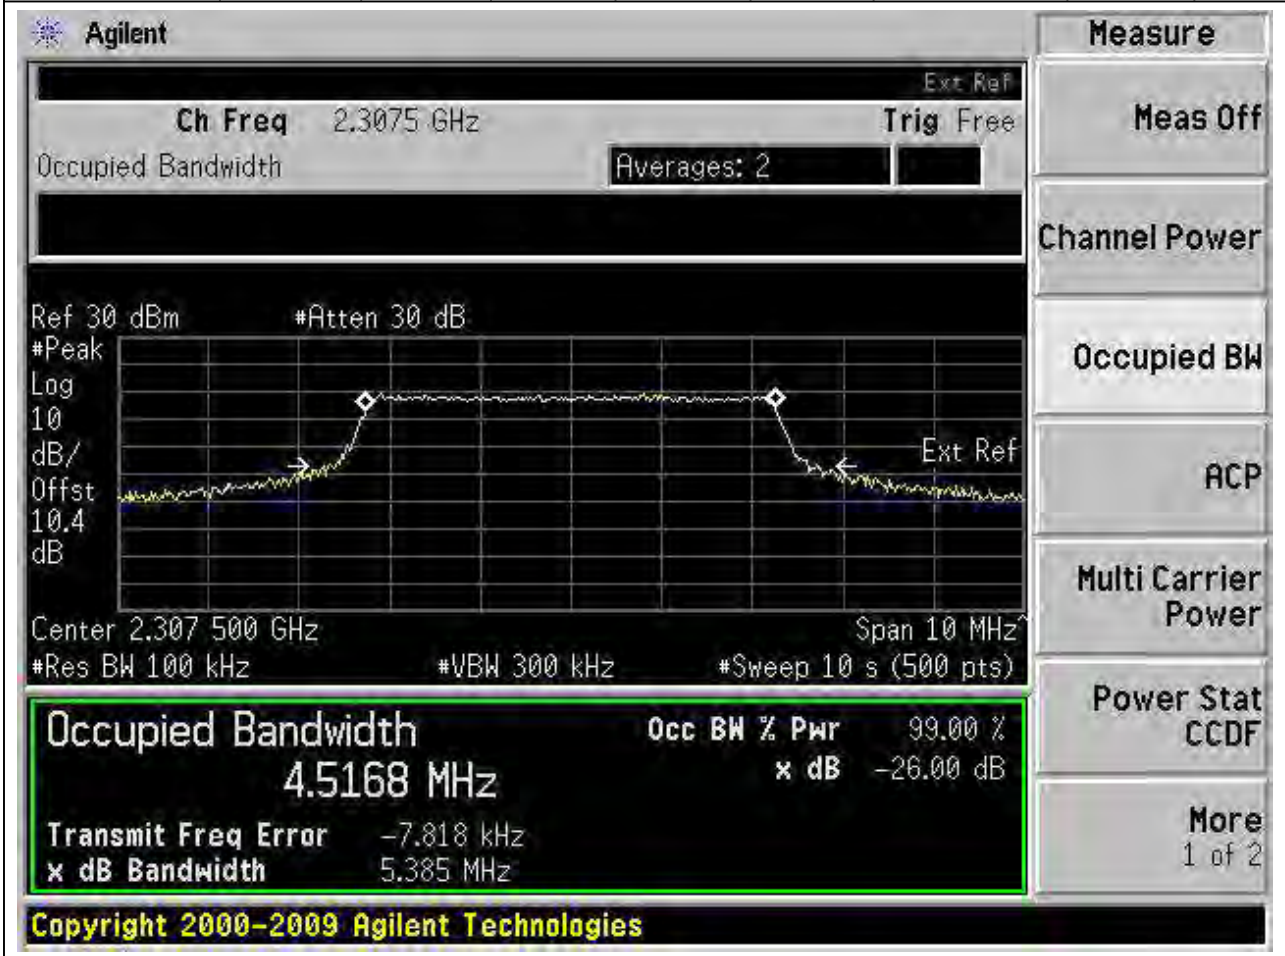 Agilent
Measure
Ext Ref
Ch Freq 2.3075 GHz
Trig Free
Occupied Bandwidth
Averages: 2
Meas Off
Channel Power
Occupied BW
ACP
Multi Carrier
Power
Power Stat
CCDF
More
1 of 2
Ref 30 dBm
#Atten 30 dB
#Peak
Log
10
dB/
Offst
10.4
dB
Ext Ref
Center 2.307 500 GHz
Span 10 MHz^
#Res BW 100 kHz
#VBW 300 kHz
#Sweep 10 s (500 pts)
Occupied Bandwidth
4.5168 MHz
Occ BW % Pwr 99.00 %
x dB -26.00 dB
Transmit Freq Error -7.818 kHz
x dB Bandwidth 5.385 MHz
Copyright 2000-2009 Agilent Technologies